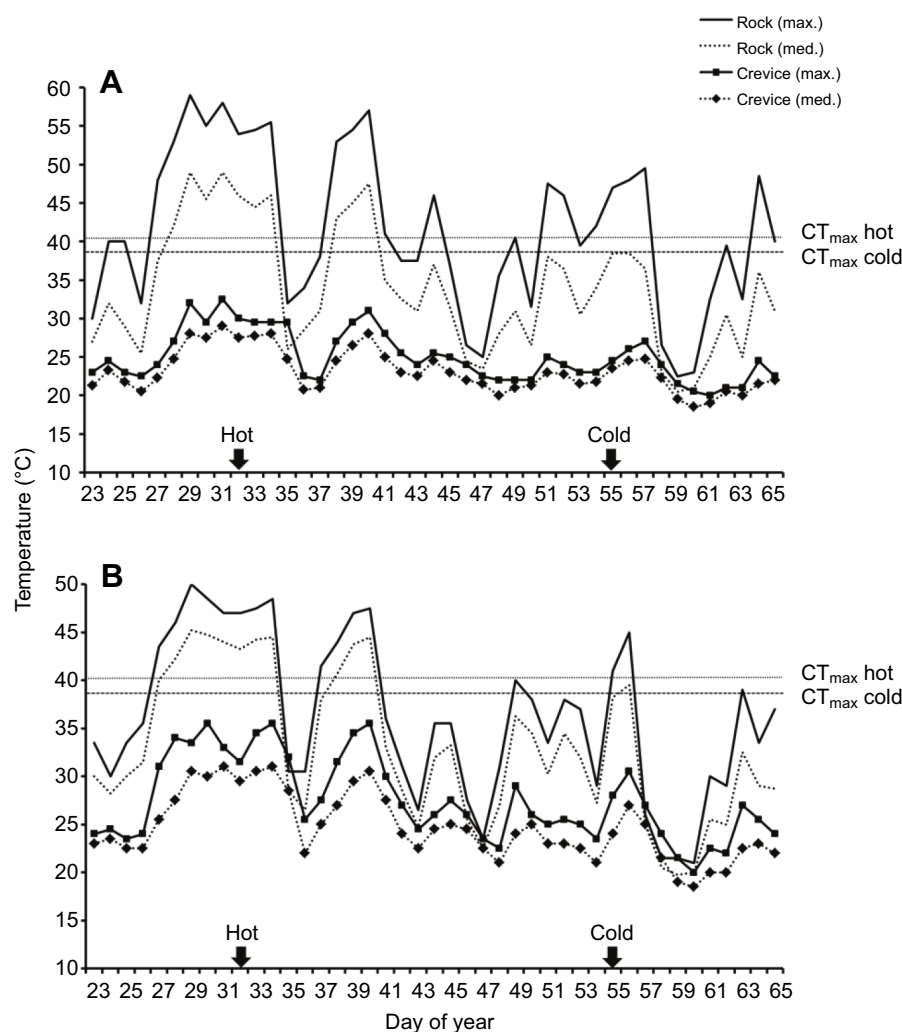 Rock (max.)
Rock (med.)
Crevice (max.)
Crevice (med.)
A
60
55
50
45
40
35
30
25
20
15
10
CTmax hot
CTmax cold
Hot
Cold
23 25 27 29 31 33 35 37 39 41 43 45 47 49 51 53 55 57 59 61 63 65
Temperature (°C)
B
50
45
40
35
30
25
20
15
10
CTmax hot
CTmax cold
Hot
Cold
23 25 27 29 31 33 35 37 39 41 43 45 47 49 51 53 55 57 59 61 63 65
Day of year